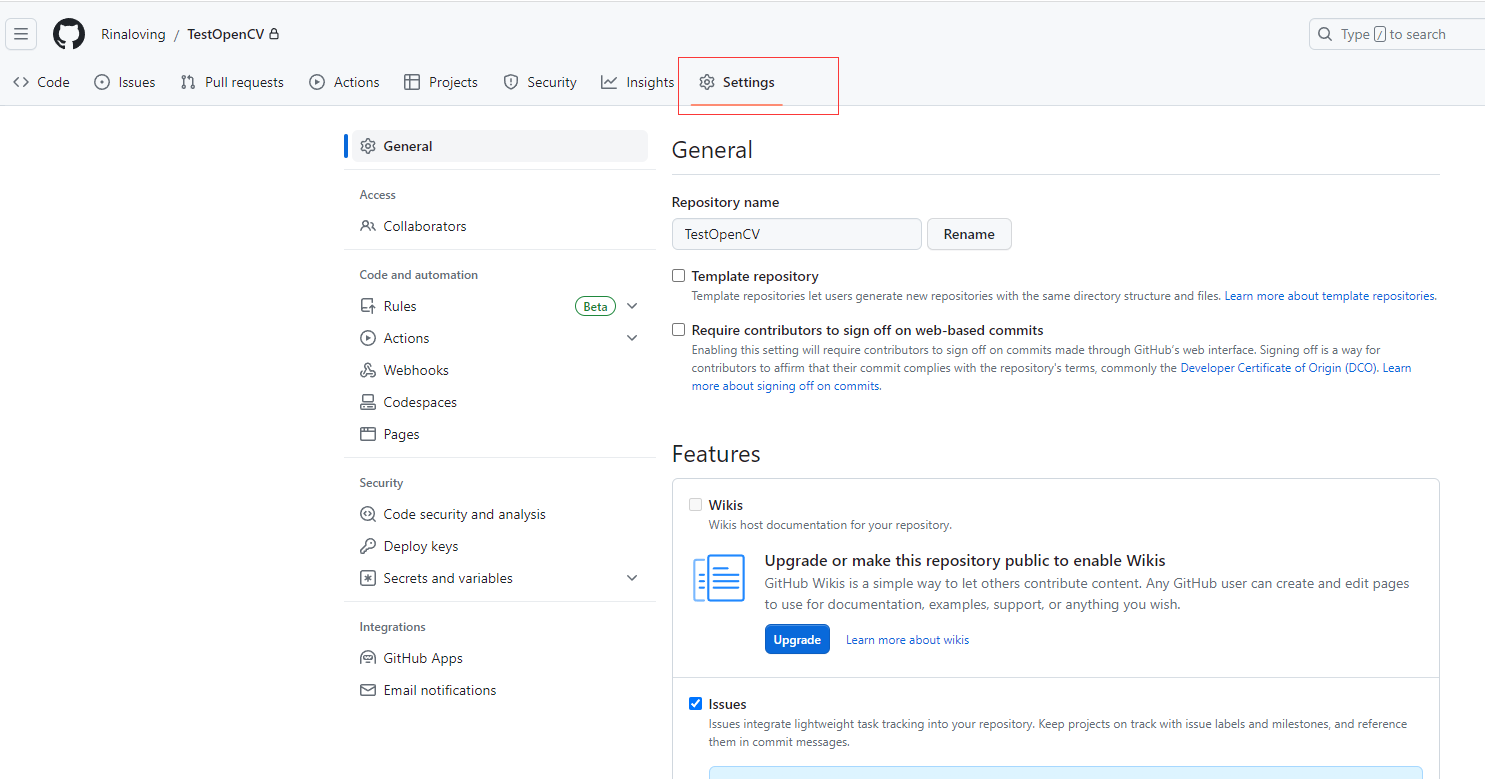 Rinaloving / TestOpenCV
Type / to search
Code Issues Pull requests Actions Projects Security Insights Settings
General
Access
Collaborators
Code and automation
Rules Beta
Actions
Webhooks
Codespaces
Pages
Security
Code security and analysis
Deploy keys
Secrets and variables
Integrations
GitHub Apps
Email notifications
General
Repository name
TestOpenCV Rename
Template repository
Template repositories let users generate new repositories with the same directory structure and files. Learn more about template repositories.
Require contributors to sign off on web-based commits
Enabling this setting will require contributors to sign off on commits made through GitHub's web interface. Signing off is a way for
contributors to affirm that their commit complies with the repository's terms, commonly the Developer Certificate of Origin (DCO). Learn
more about signing off on commits.
Features
Wikis
Wikis host documentation for your repository.
Upgrade or make this repository public to enable Wikis
GitHub Wikis is a simple way to let others contribute content. Any GitHub user can create and edit pages
to use for documentation, examples, support, or anything you wish.
Upgrade Learn more about wikis
Issues
Issues integrate lightweight task tracking into your repository. Keep projects on track with issue labels and milestones, and reference
them in commit messages.